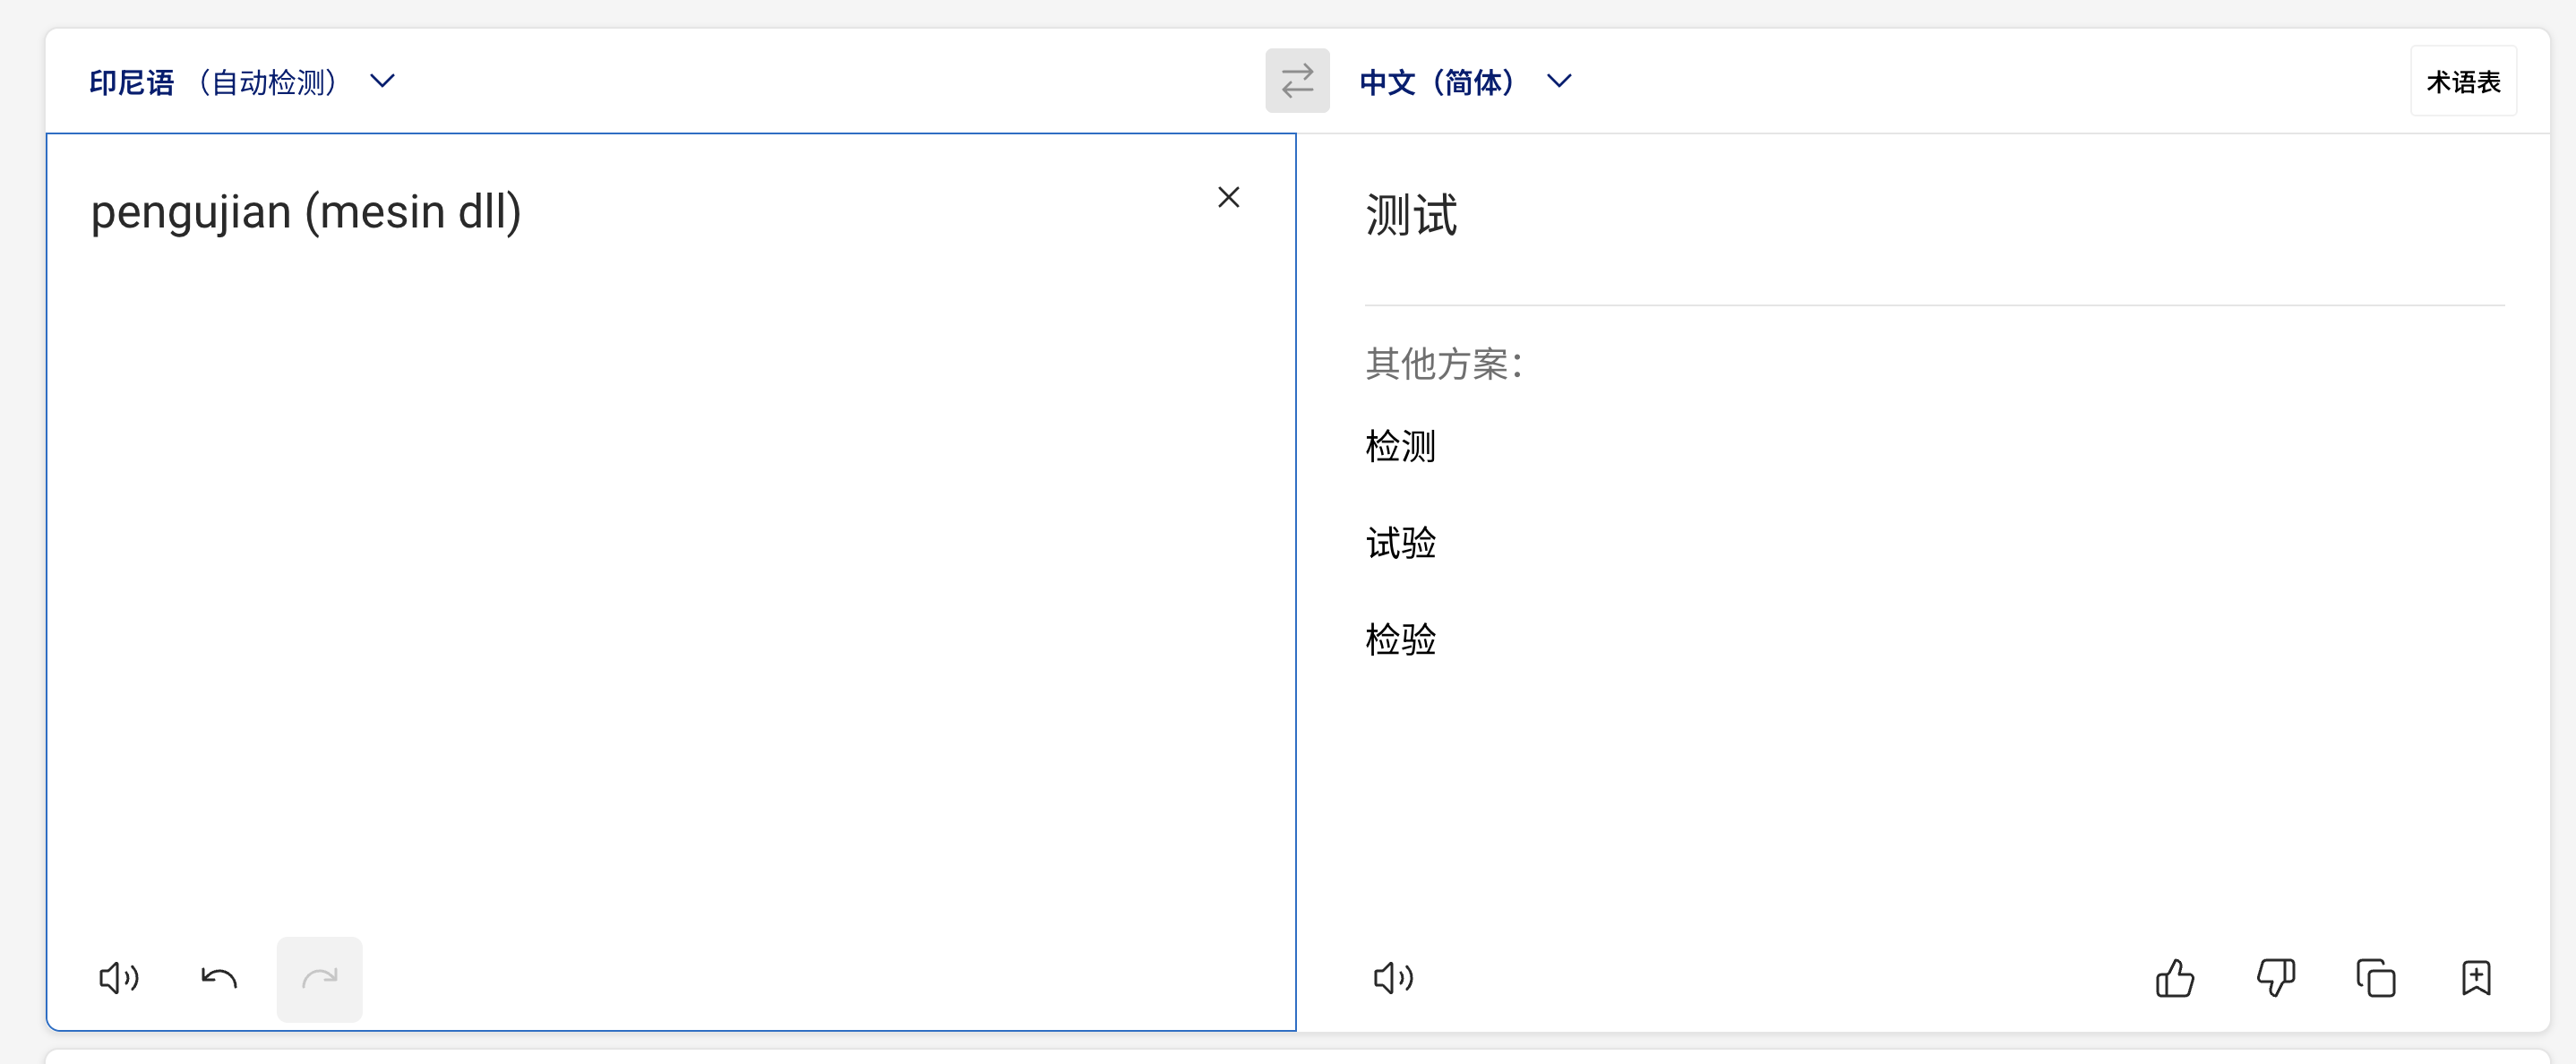 印尼语 （自动检测）
中文（简体）
术语表
pengujian (mesin dll)
测试
其他方案：
检测
试验
检验